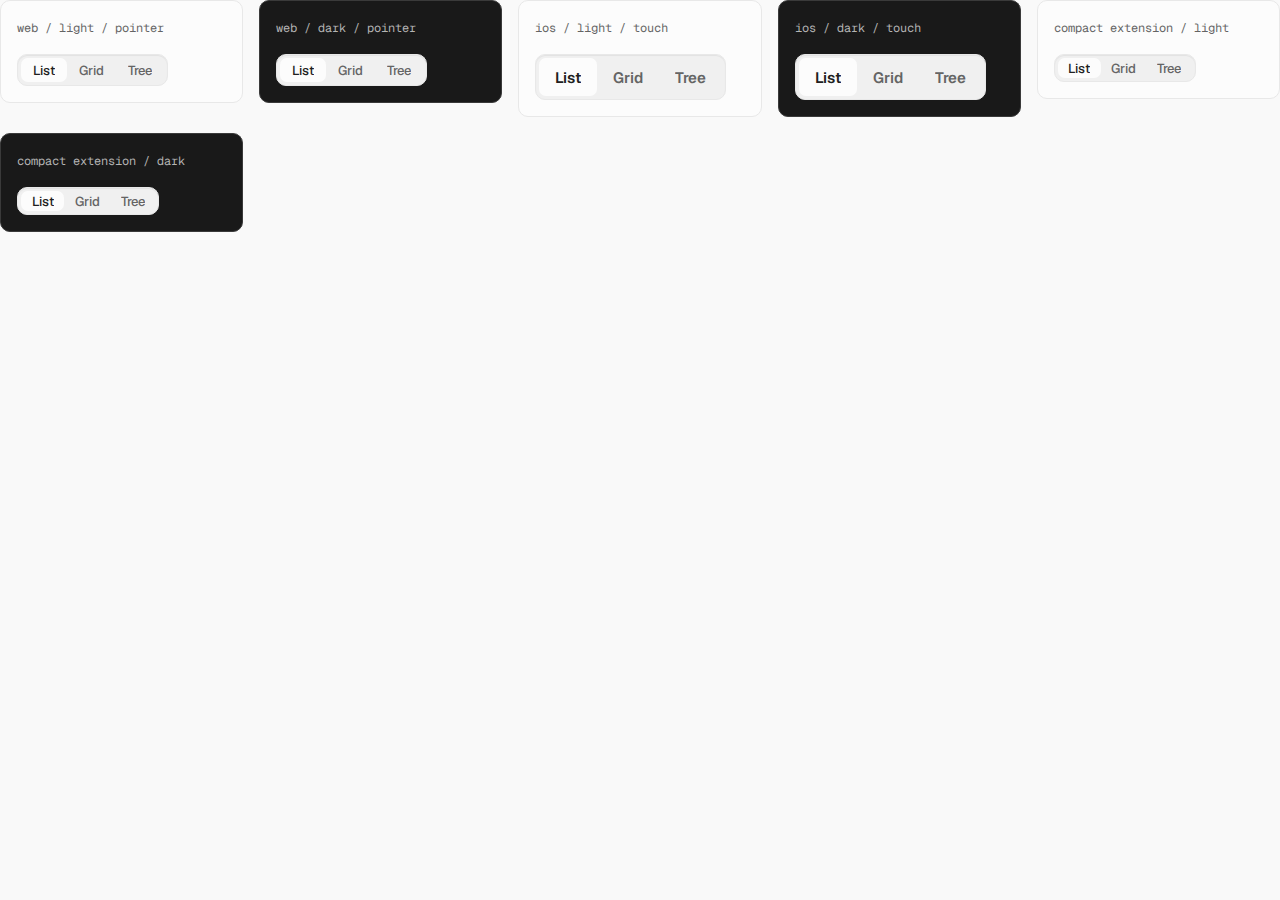 web / light / pointer
List Grid Tree
web / dark / pointer
List Grid Tree
ios / light / touch
List Grid Tree
ios / dark / touch
List Grid Tree
compact extension / light
List Grid Tree
compact extension / dark
List Grid Tree